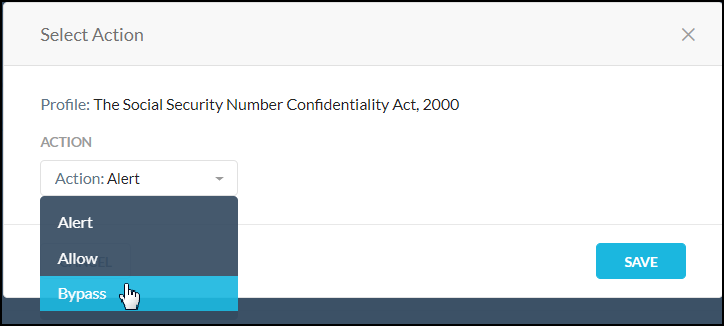 Select Action
Profile: The Social Security Number Confidentiality Act, 2000
ACTION
Action: Alert
Alert
Allow
Bypass
SAVE